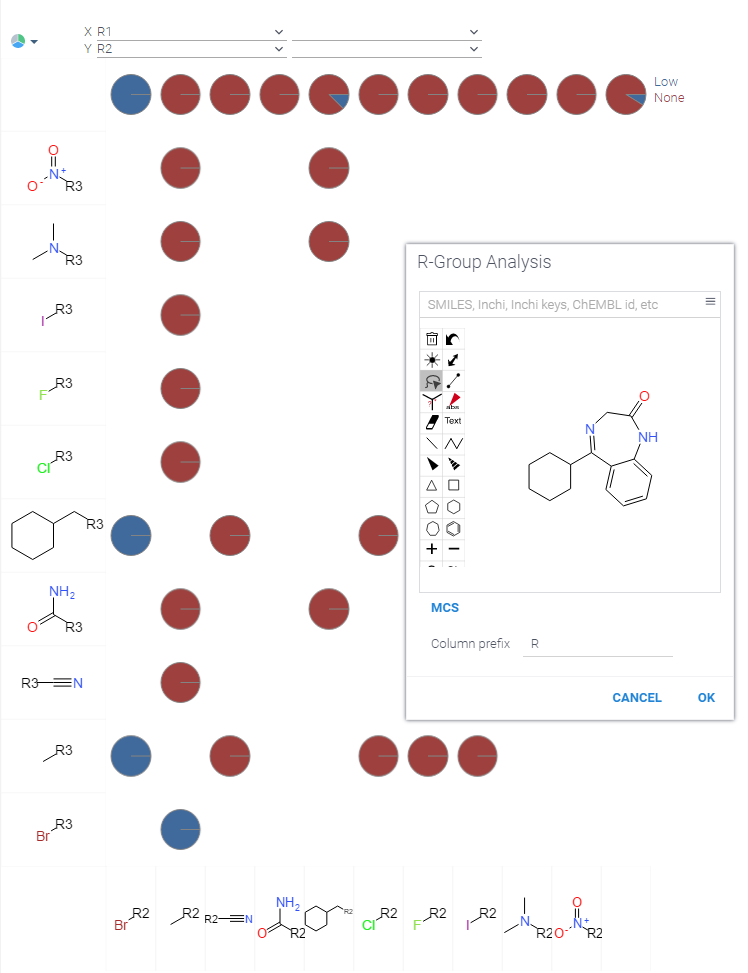 X R1
Y R2
Low
None
O
O- N+ R3
N R3
I R3
F R3
Cl R3
R3
NH2
O R3
R3 N
R3
Br R3
R-Group Analysis
SMILES, Inchi, Inchi keys, ChEMBL id, etc
abs
Text
O
N
NH
MCS
Column prefix R
CANCEL OK
Br R2
R2
R2 N
NH2
O R2
R2
Cl R2
F R2
I R2
N R2
O
O- N+ R2